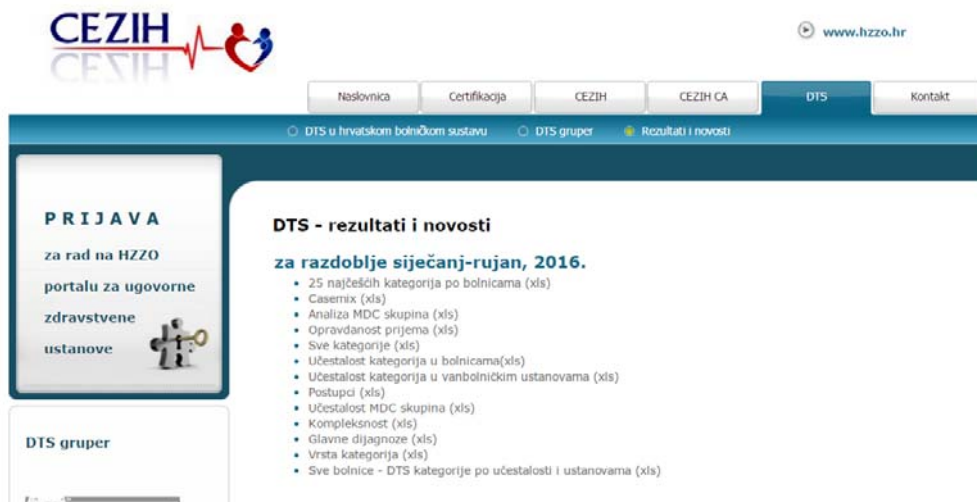 CEZIH
www.hzzo.hr
Naslovnica
Certifikacija
CEZIH
CEZIH CA
DTS
Kontakt
DTS u hrvatskom bolničkom sustavu
DTS gruper
Rezultati i novosti
PRIJAVA
za rad na HZZO
portalu za ugovorne
zdravstvene
ustanove
DTS gruper
DTS - rezultati i novosti
za razdoblje siječanj-rujan, 2016.
25 najčešćih kategorija po bolnicama (xls)
Casemix (xls)
Analiza MDC skupina (xls)
Opravdanost prijema (xls)
Sve kategorije (xls)
Učestalost kategorija u bolnicama(xls)
Učestalost kategorija u vanbolničkim ustanovama (xls)
Postupci (xls)
Učestalost MDC skupina (xls)
Kompleksnost (xls)
Glavne dijagnoze (xls)
Vrsta kategorija (xls)
Sve bolnice - DTS kategorije po učestalosti i ustanovama (xls)